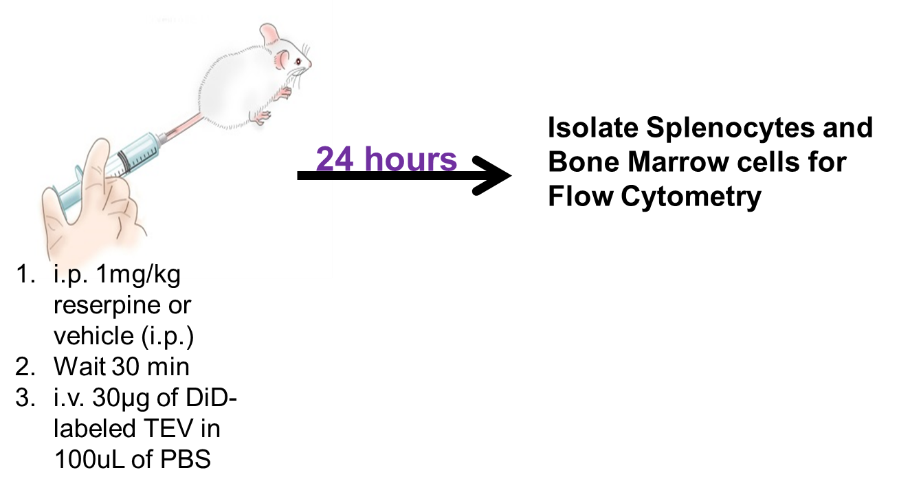 24 hours
Isolate Splenocytes and
Bone Marrow cells for
Flow Cytometry
1. i.p. 1mg/kg
reserpine or
vehicle (i.p.)
2. Wait 30 min
3. i.v. 30µg of DiD-
labeled TEV in
100uL of PBS